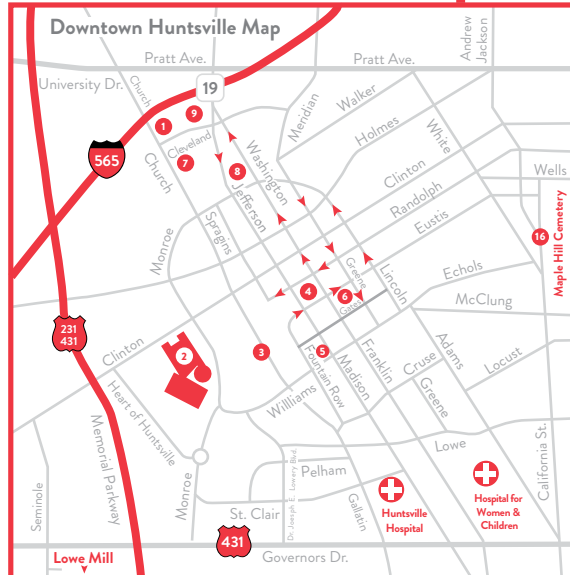 Downtown Huntsville Map
Pratt Ave.
Pratt Ave.
Andrew
Jackson
University Dr.
Church
19
9
1
Cleveland
7
8
565
Church
Meridian
Walker
Holmes
White
Clinton
Randolph
Eustis
Wells
Washington
Jefferson
Spragins
Monroe
16
Maple Hill Cemetery
Greene
Lincoln
Echols
McClung
4
6
Gates
231
431
Clinton
2
3
5
Fountain Row
Madison
Franklin
Cruse
Adams
Greene
Locust
Williams
Heart of Huntsville
Memorial Parkway
Lowe
California St.
Pelham
Dr. Joesph E. Lowery Blvd.
Gallatin
Huntsville
Hospital
Hospital for
Women &
Children
Seminole
Monroe
St. Clair
431
Governors Dr.
Lowe Mill